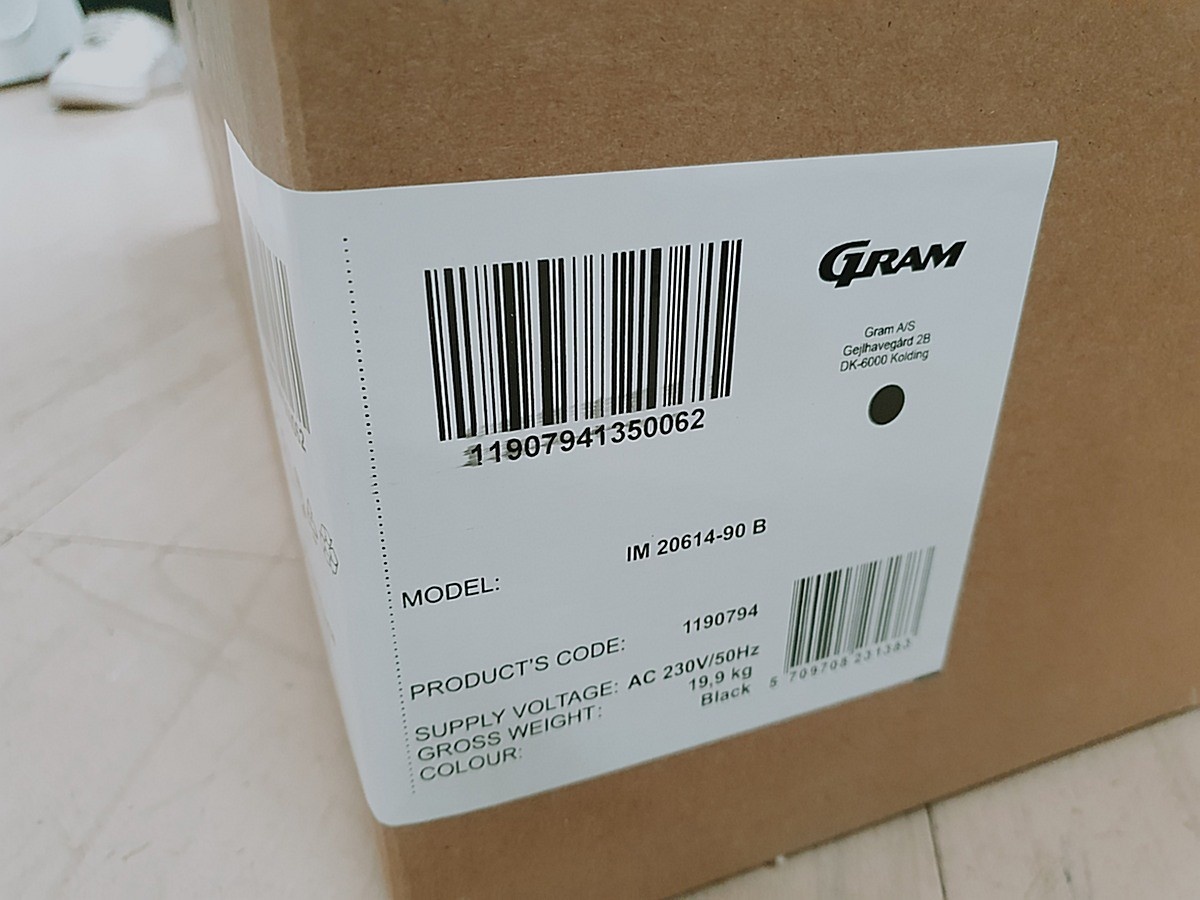 GRAM
Gram A/S
Gejlhavegård 2B
DK-6000 Kolding
11907941350062
MODEL: IM 20614-90 B
PRODUCT'S CODE: 1190794
SUPPLY VOLTAGE: AC 230V/50Hz
GROSS WEIGHT: 19,9 kg
COLOUR: Black
5 709708 231383